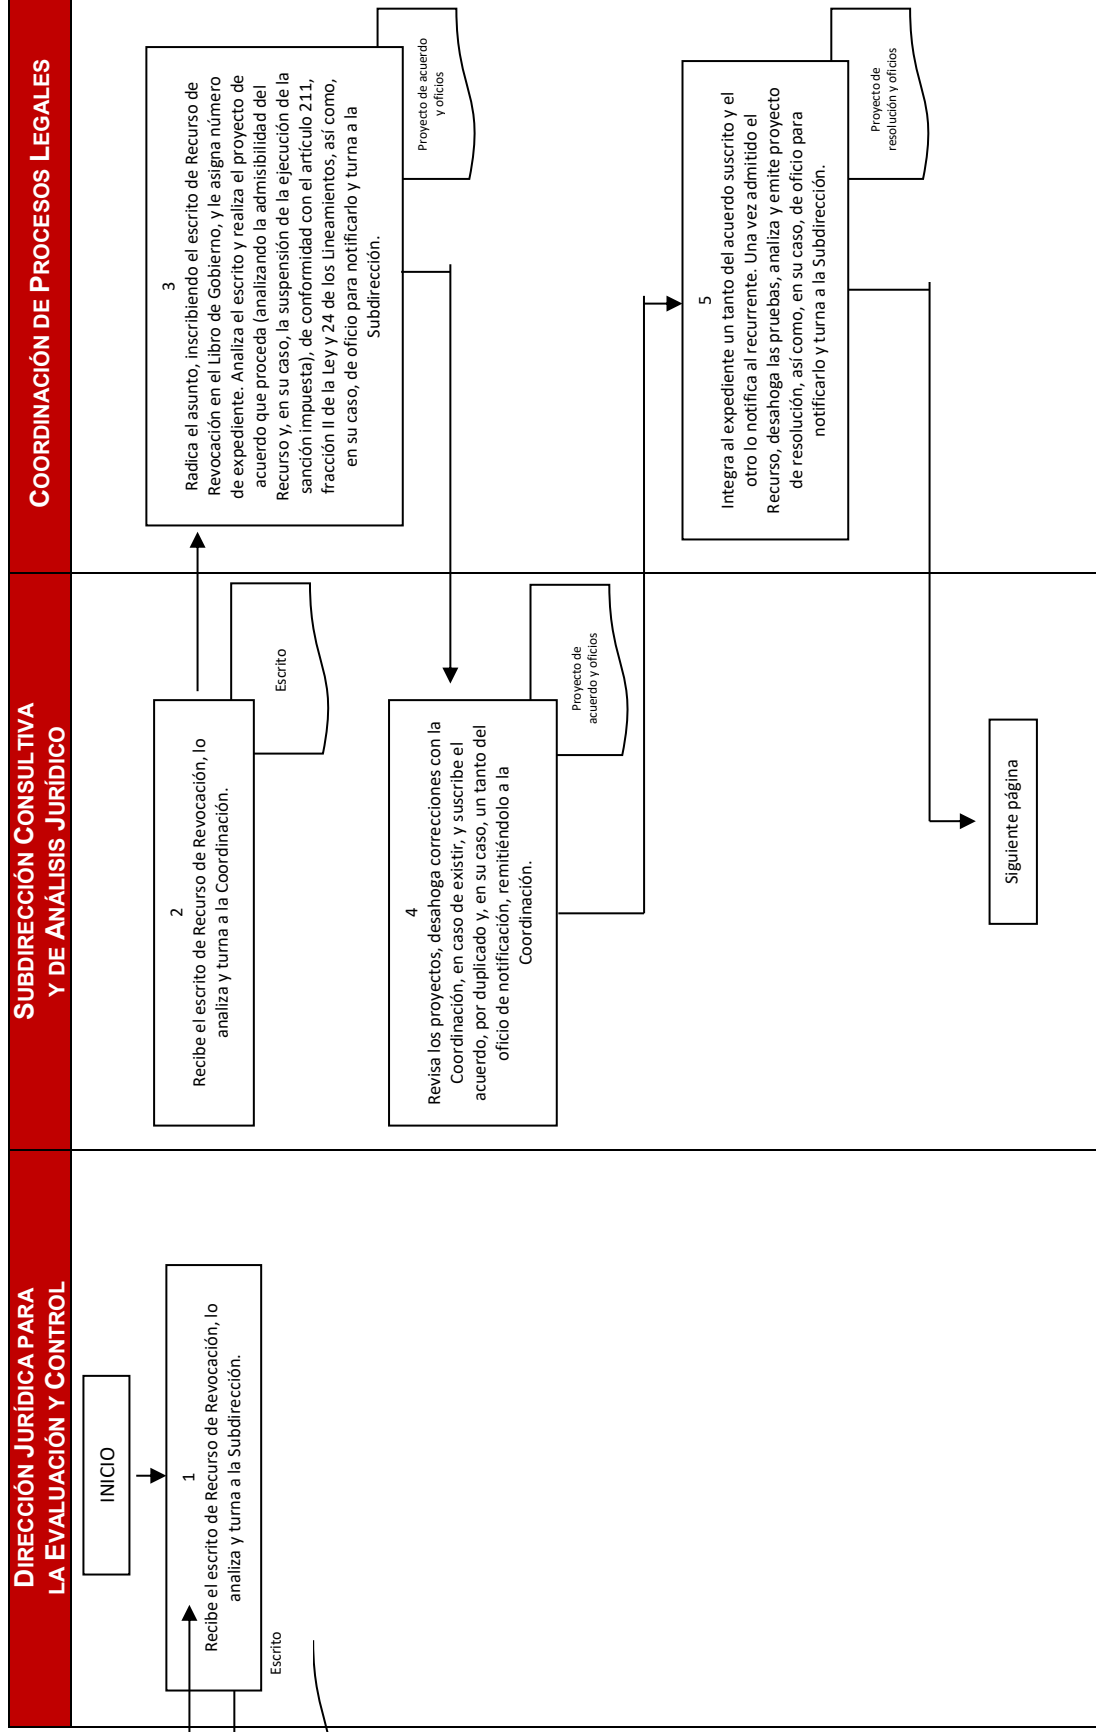 DIRECCIÓN JURÍDICA PARA
LA EVALUACIÓN Y CONTROL
SUBDIRECCIÓN CONSULTIVA
Y DE ANÁLISIS JURÍDICO
COORDINACIÓN DE PROCESOS LEGALES
INICIO
1
Recibe el escrito de Recurso de Revocación, lo
analiza y turna a la Subdirección.
Escrito
2
Recibe el escrito de Recurso de Revocación, lo
analiza y turna a la Coordinación.
Escrito
3
Radica el asunto, inscribiendo el escrito de Recurso de
Revocación en el Libro de Gobierno, y le asigna número
de expediente. Analiza el escrito y realiza el proyecto de
acuerdo que proceda (analizando la admisibilidad del
Recurso y, en su caso, la suspensión de la ejecución de la
sanción impuesta), de conformidad con el artículo 211,
fracción II de la Ley y 24 de los Lineamientos, así como,
en su caso, de oficio para notificarlo y turna a la
Subdirección.
Proyecto de acuerdo
y oficios
4
Revisa los proyectos, desahoga correcciones con la
Coordinación, en caso de existir, y suscribe el
acuerdo, por duplicado y, en su caso, un tanto del
oficio de notificación, remitiéndolo a la
Coordinación.
Proyecto de
acuerdo y oficios
5
Integra al expediente un tanto del acuerdo suscrito y el
otro lo notifica al recurrente. Una vez admitido el
Recurso, desahoga las pruebas, analiza y emite proyecto
de resolución, así como, en su caso, de oficio para
notificarlo y turna a la Subdirección.
Proyecto de
resolución y oficios
Siguiente página